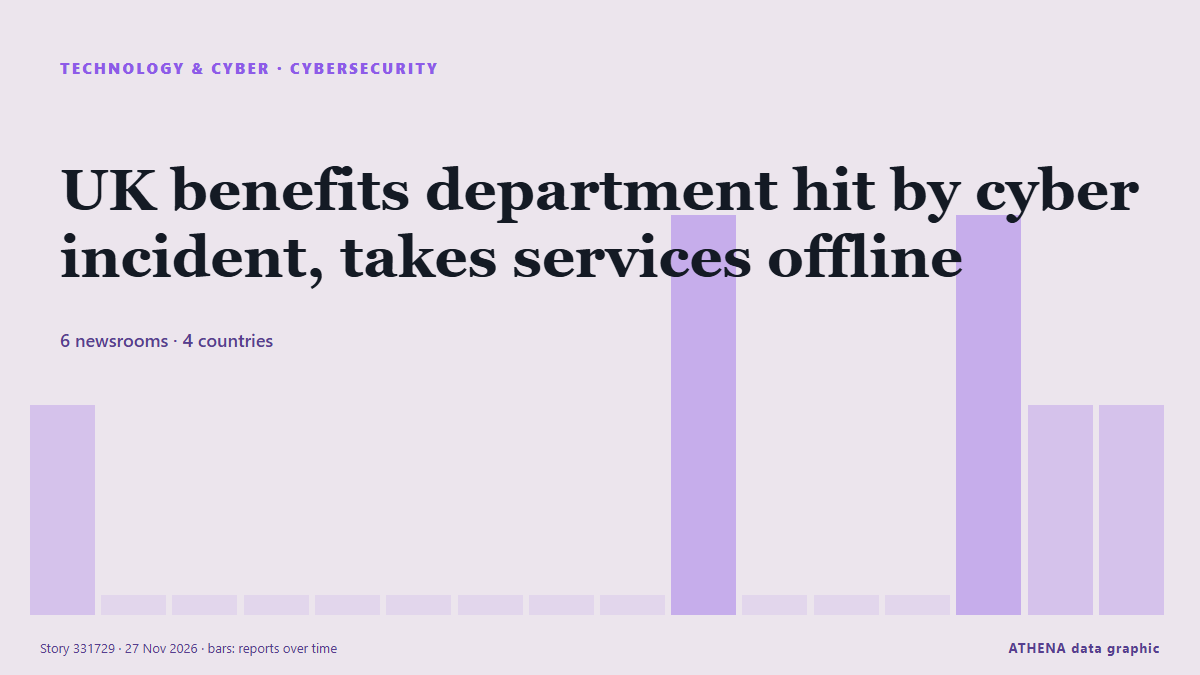 TECHNOLOGY & CYBER · CYBERSECURITY
UK benefits department hit by cyber
incident, takes services offline
6 newsrooms · 4 countries
Story 331729 · 27 Nov 2026 · bars: reports over time
ATHENA data graphic